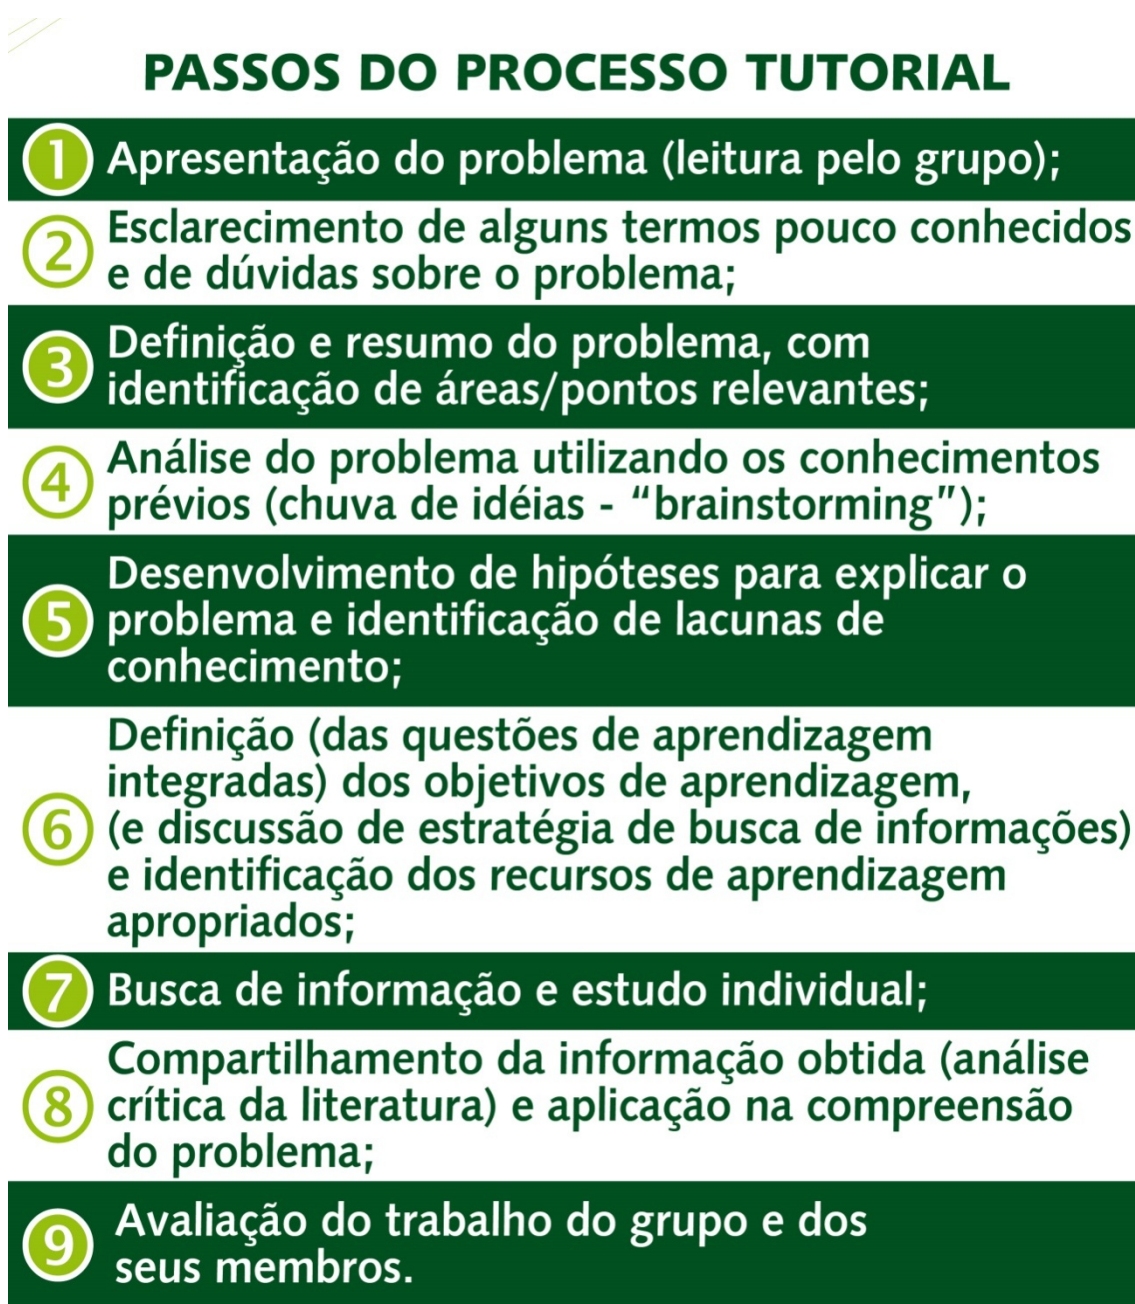 PASSOS DO PROCESSO TUTORIAL
1 Apresentação do problema (leitura pelo grupo);
2 Esclarecimento de alguns termos pouco conhecidos
e de dúvidas sobre o problema;
3 Definição e resumo do problema, com
identificação de áreas/pontos relevantes;
4 Análise do problema utilizando os conhecimentos
prévios (chuva de idéias - “brainstorming”);
5 Desenvolvimento de hipóteses para explicar o
problema e identificação de lacunas de
conhecimento;
6 Definição (das questões de aprendizagem
integradas) dos objetivos de aprendizagem,
(e discussão de estratégia de busca de informações)
e identificação dos recursos de aprendizagem
apropriados;
7 Busca de informação e estudo individual;
8 Compartilhamento da informação obtida (análise
crítica da literatura) e aplicação na compreensão
do problema;
9 Avaliação do trabalho do grupo e dos
seus membros.